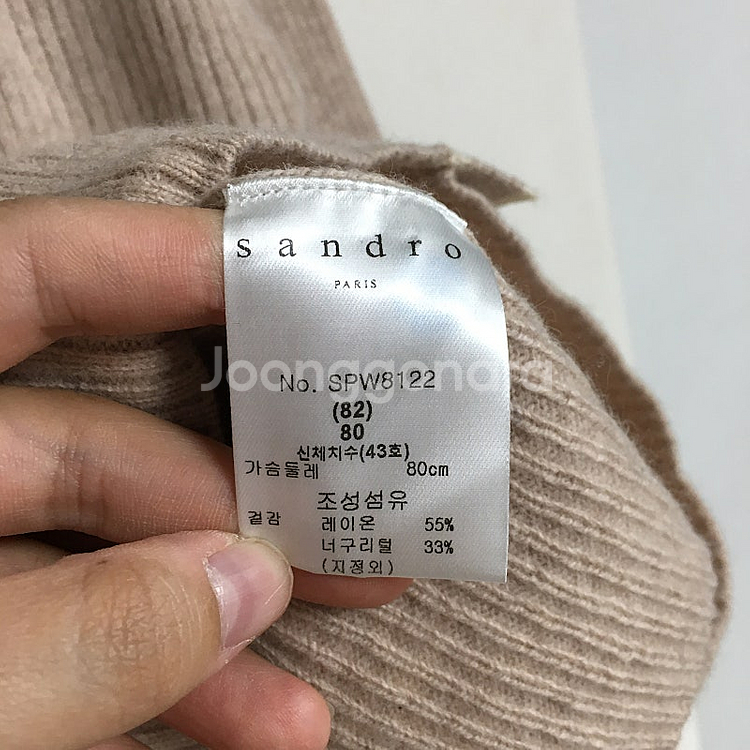 sandro
PARIS
Joonggonara
No. SPW8122
(82)
80
신체치수(43호)
가슴둘레 80cm
조성섬유
겉감 레이온 55%
너구리털 33%
(지정외)